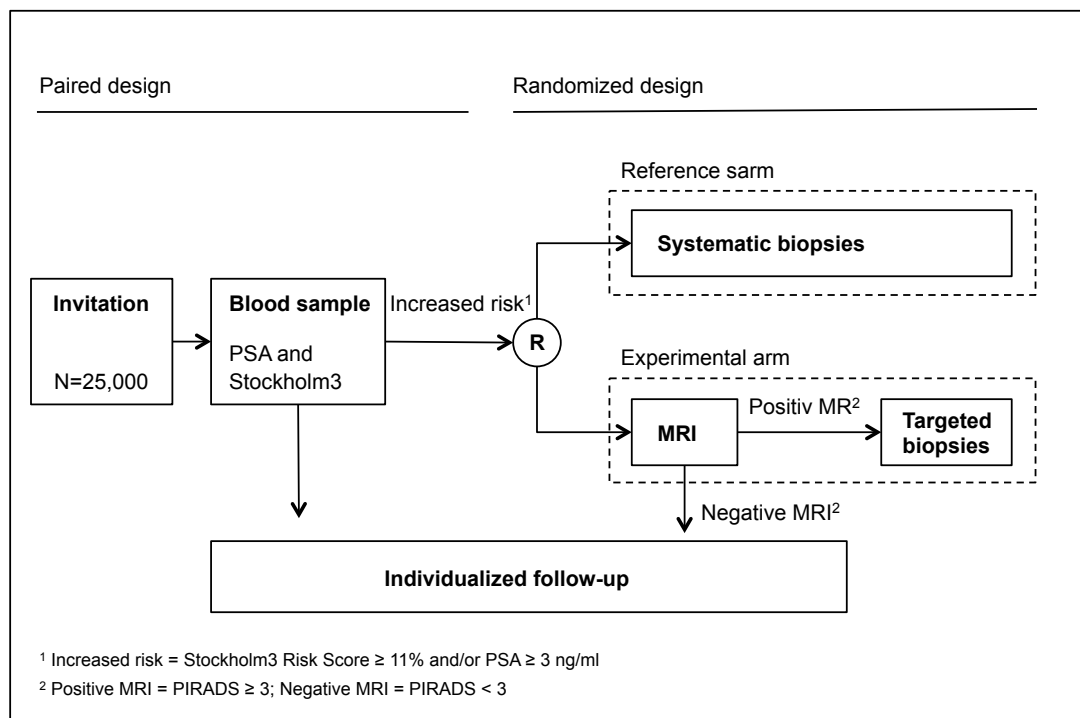 Paired design
Randomized design
Reference sarm
Systematic biopsies
Invitation
N=25,000
Blood sample
PSA and
Stockholm3
Increased risk¹
R
Experimental arm
MRI
Positiv MR²
Targeted
biopsies
Negative MRI²
Individualized follow-up
¹ Increased risk = Stockholm3 Risk Score ≥ 11% and/or PSA ≥ 3 ng/ml
² Positive MRI = PIRADS ≥ 3; Negative MRI = PIRADS < 3